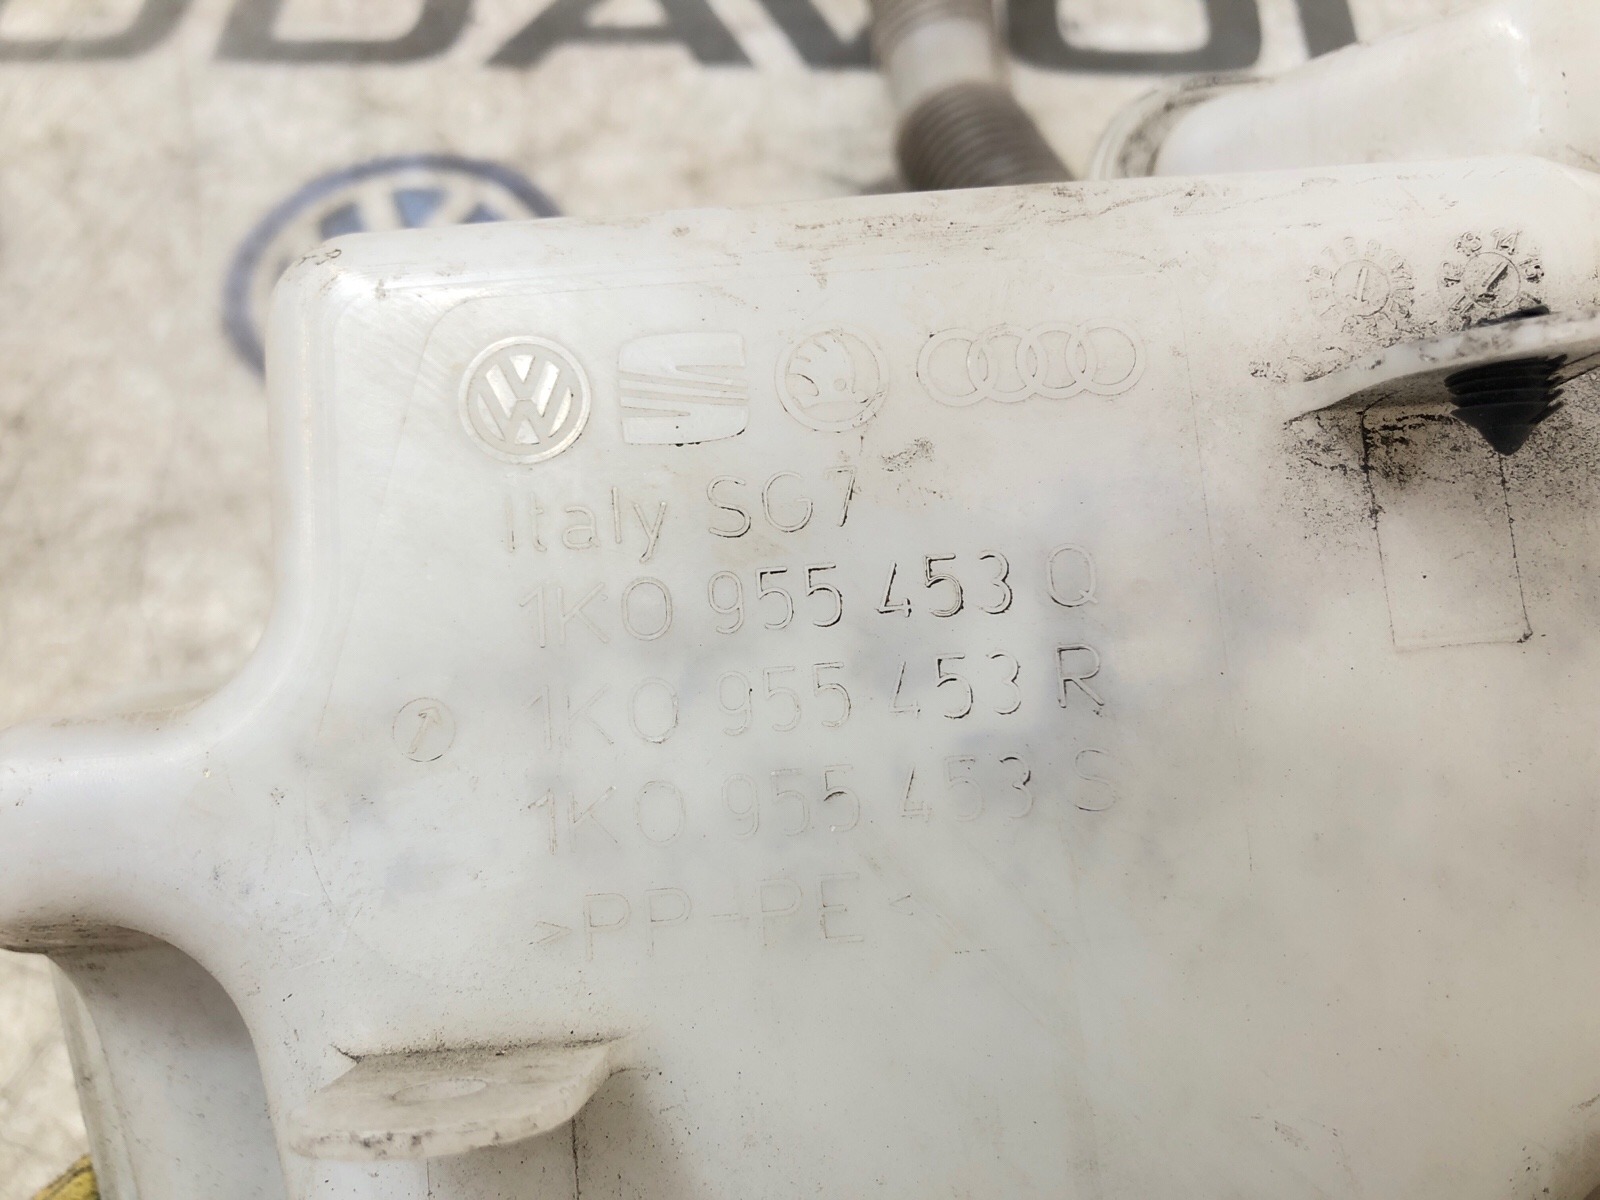 Italy SG7
1K0 955 453 Q
1K0 955 453 R
1K0 955 453 S
>PP-PE<